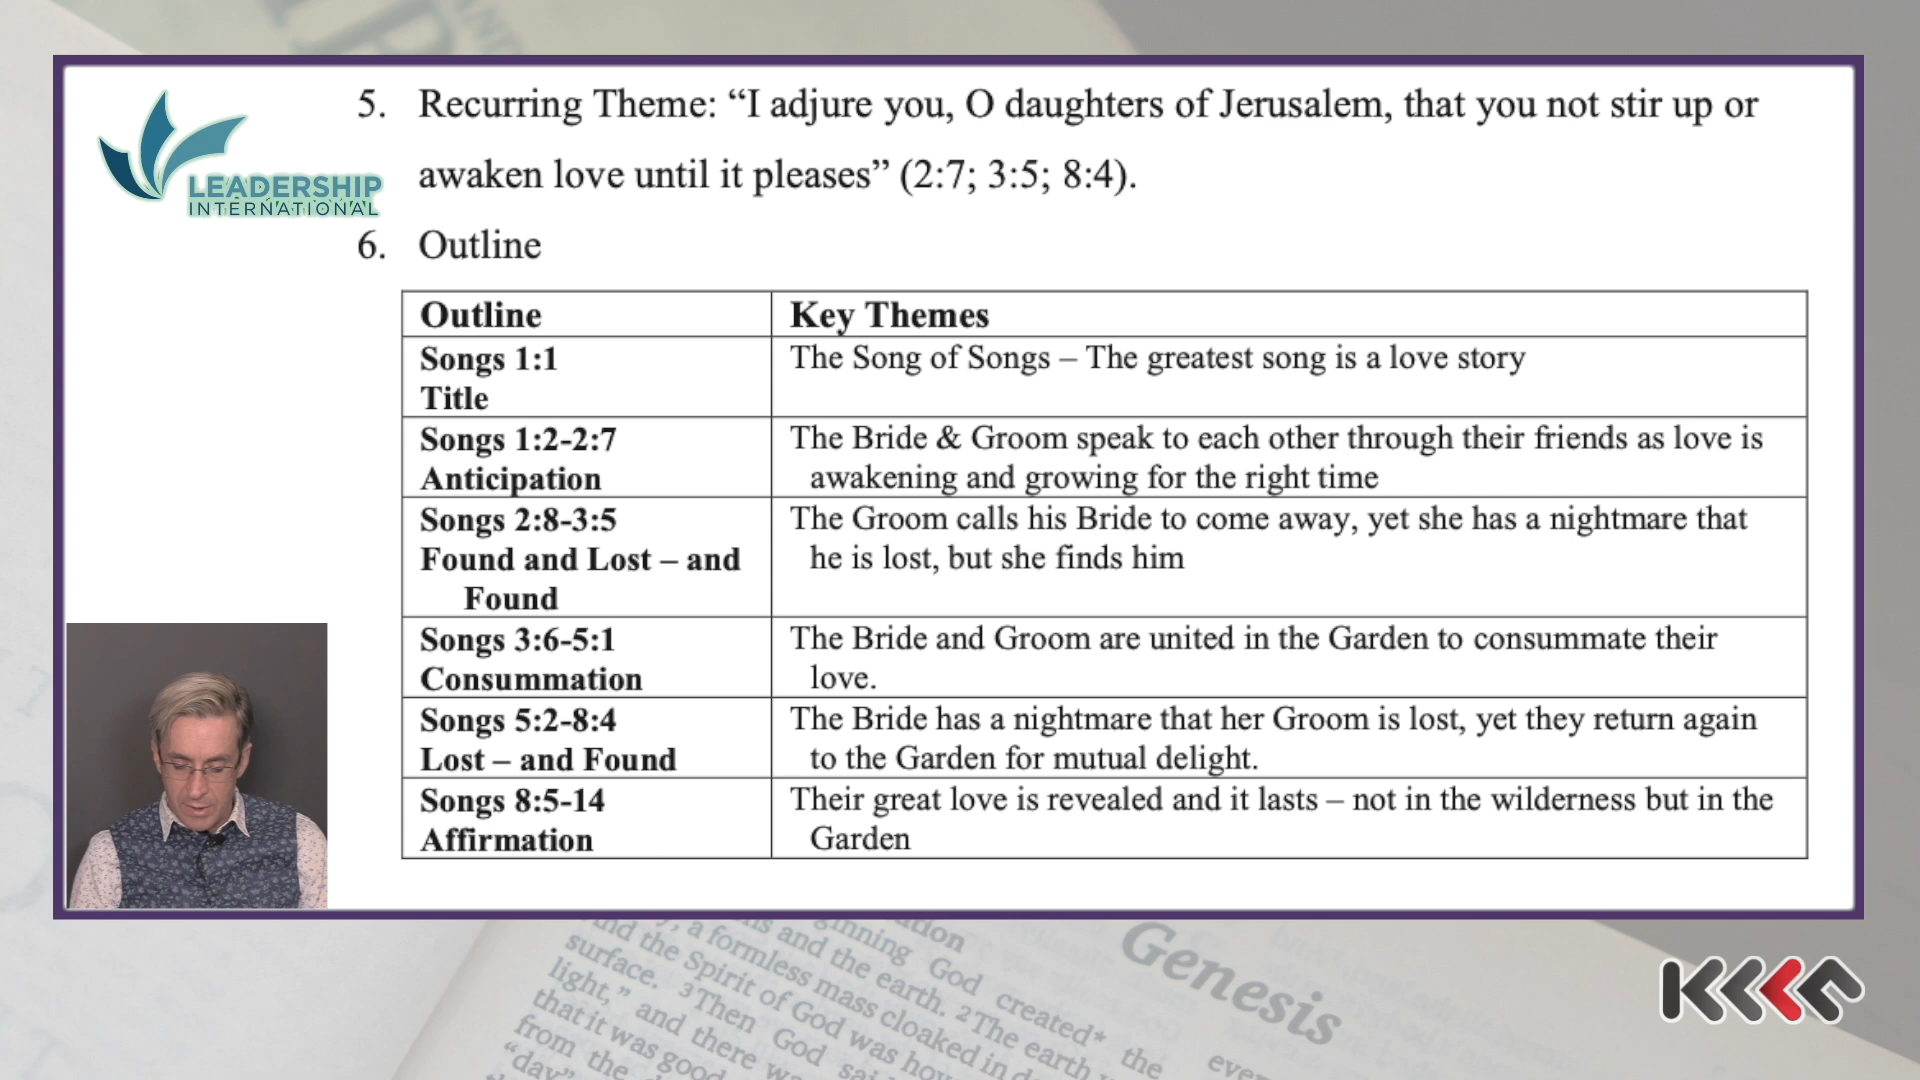 5. Recurring Theme: “I adjure you, O daughters of Jerusalem, that you not stir up or
awaken love until it pleases” (2:7; 3:5; 8:4).
LEADERSHIP
INTERNATIONAL
6. Outline
Outline Key Themes
Songs 1:1
Title
The Song of Songs – The greatest song is a love story
Songs 1:2-2:7
Anticipation
The Bride & Groom speak to each other through their friends as love is
awakening and growing for the right time
Songs 2:8-3:5
Found and Lost – and
Found
The Groom calls his Bride to come away, yet she has a nightmare that
he is lost, but she finds him
Songs 3:6-5:1
Consummation
The Bride and Groom are united in the Garden to consummate their
love.
Songs 5:2-8:4
Lost – and Found
The Bride has a nightmare that her Groom is lost, yet they return again
to the Garden for mutual delight.
Songs 8:5-14
Affirmation
Their great love is revealed and it lasts – not in the wilderness but in the
Garden
Genesis
inning God created* the
and the earth. 2 The earth
a formless mass cloaked in
and the Spirit of God was
surface. 3 Then God
light,” and there
that it was good
from the
“day”